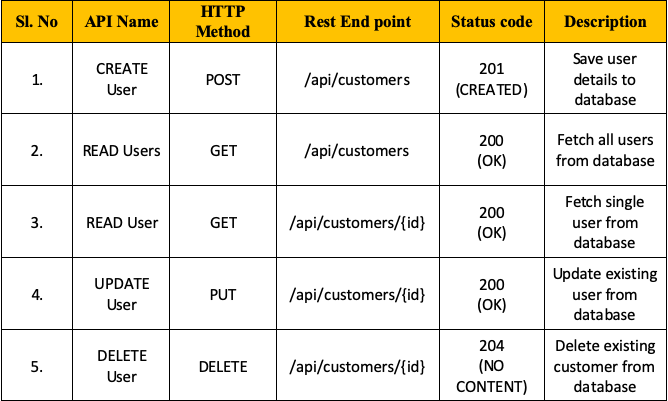 Sl. No API Name HTTP Method Rest End point Status code Description
1. CREATE User POST /api/customers 201 (CREATED) Save user details to database
2. READ Users GET /api/customers 200 (OK) Fetch all users from database
3. READ User GET /api/customers/{id} 200 (OK) Fetch single user from database
4. UPDATE User PUT /api/customers/{id} 200 (OK) Update existing user from database
5. DELETE User DELETE /api/customers/{id} 204 (NO CONTENT) Delete existing customer from database